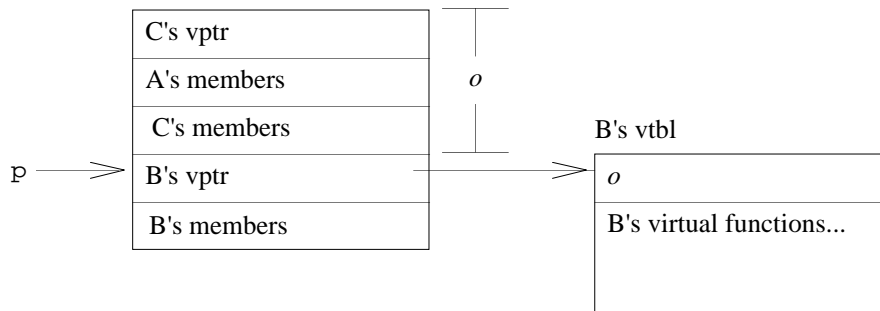 C's vptr
A's members
o
C's members
B's vtbl
p
B's vptr
o
B's members
B's virtual functions...